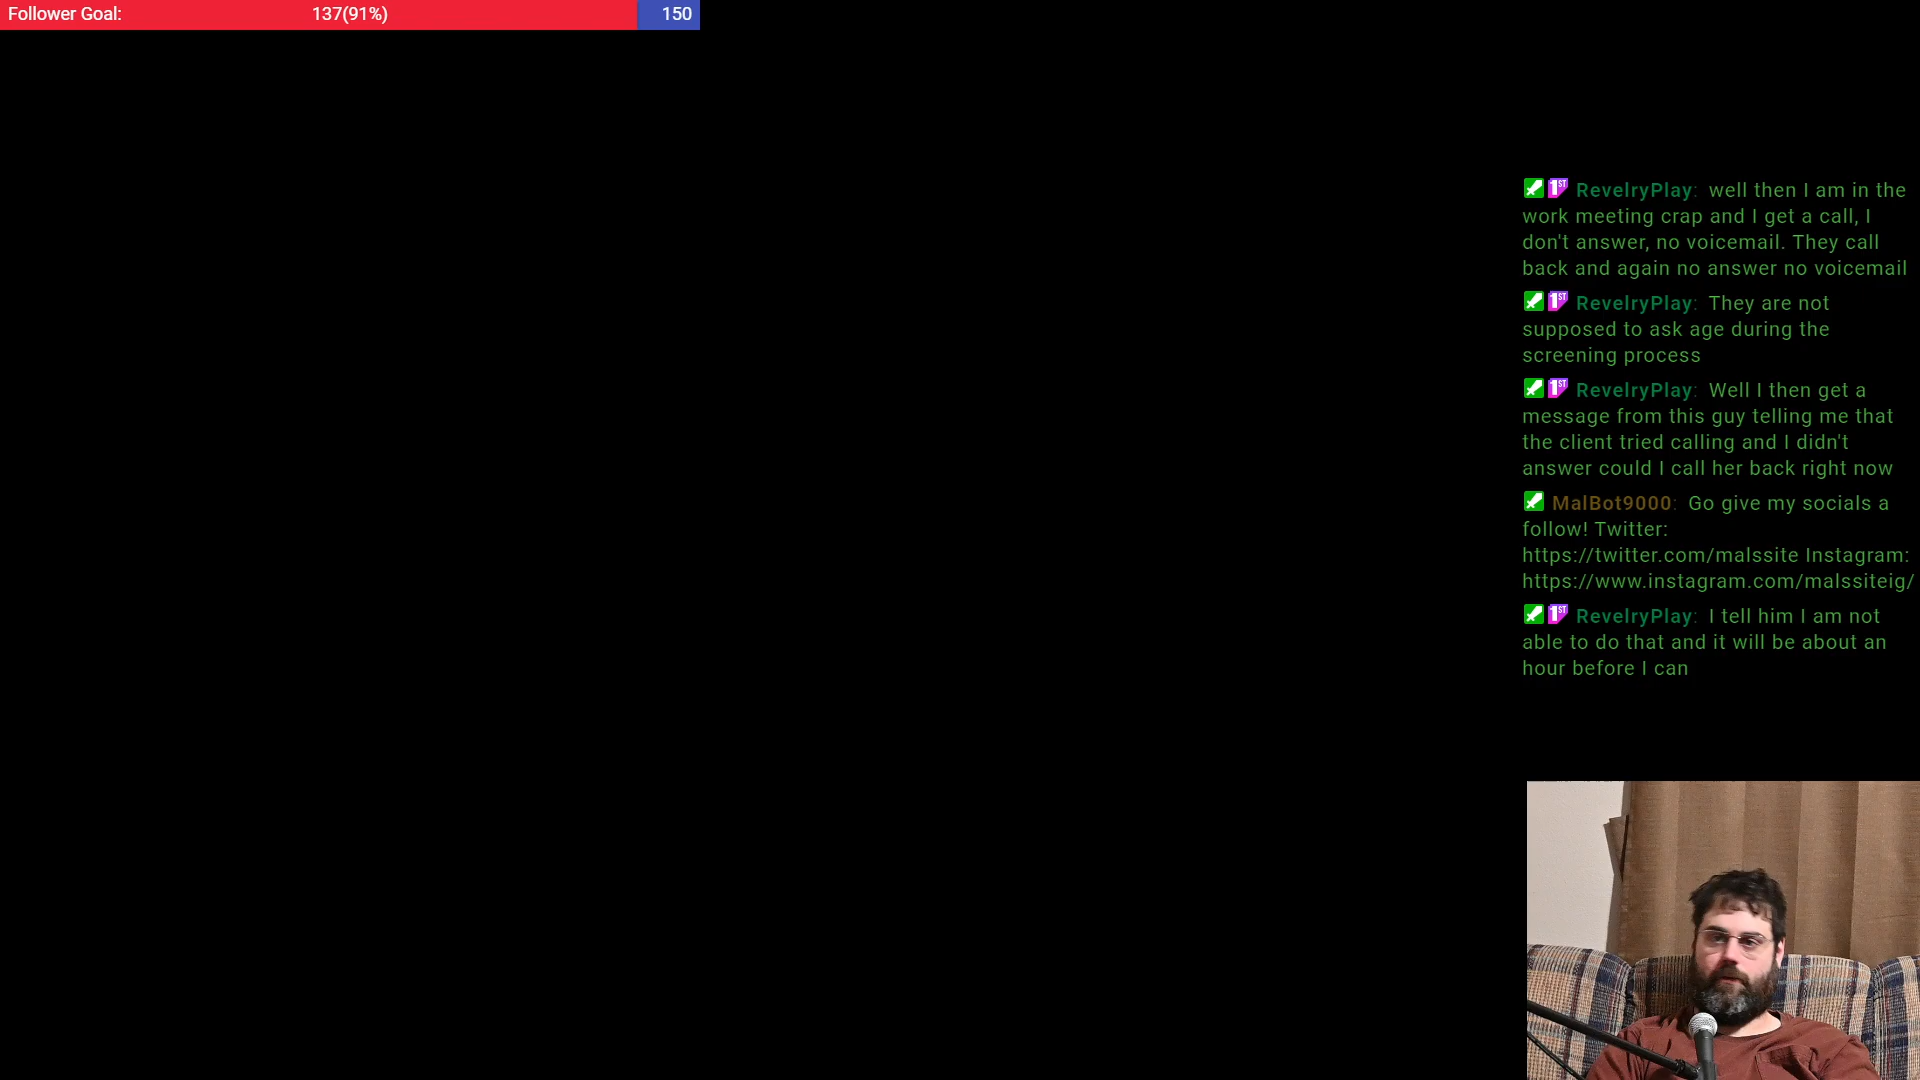 Follower Goal: 137(91%) 150
1ST RevelryPlay: well then I am in the
work meeting crap and I get a call, I
don't answer, no voicemail. They call
back and again no answer no voicemail
1ST RevelryPlay: They are not
supposed to ask age during the
screening process
1ST RevelryPlay: Well I then get a
message from this guy telling me that
the client tried calling and I didn't
answer could I call her back right now
MalBot9000: Go give my socials a
follow! Twitter:
https://twitter.com/malssite Instagram:
https://www.instagram.com/malssiteig/
1ST RevelryPlay: I tell him I am not
able to do that and it will be about an
hour before I can